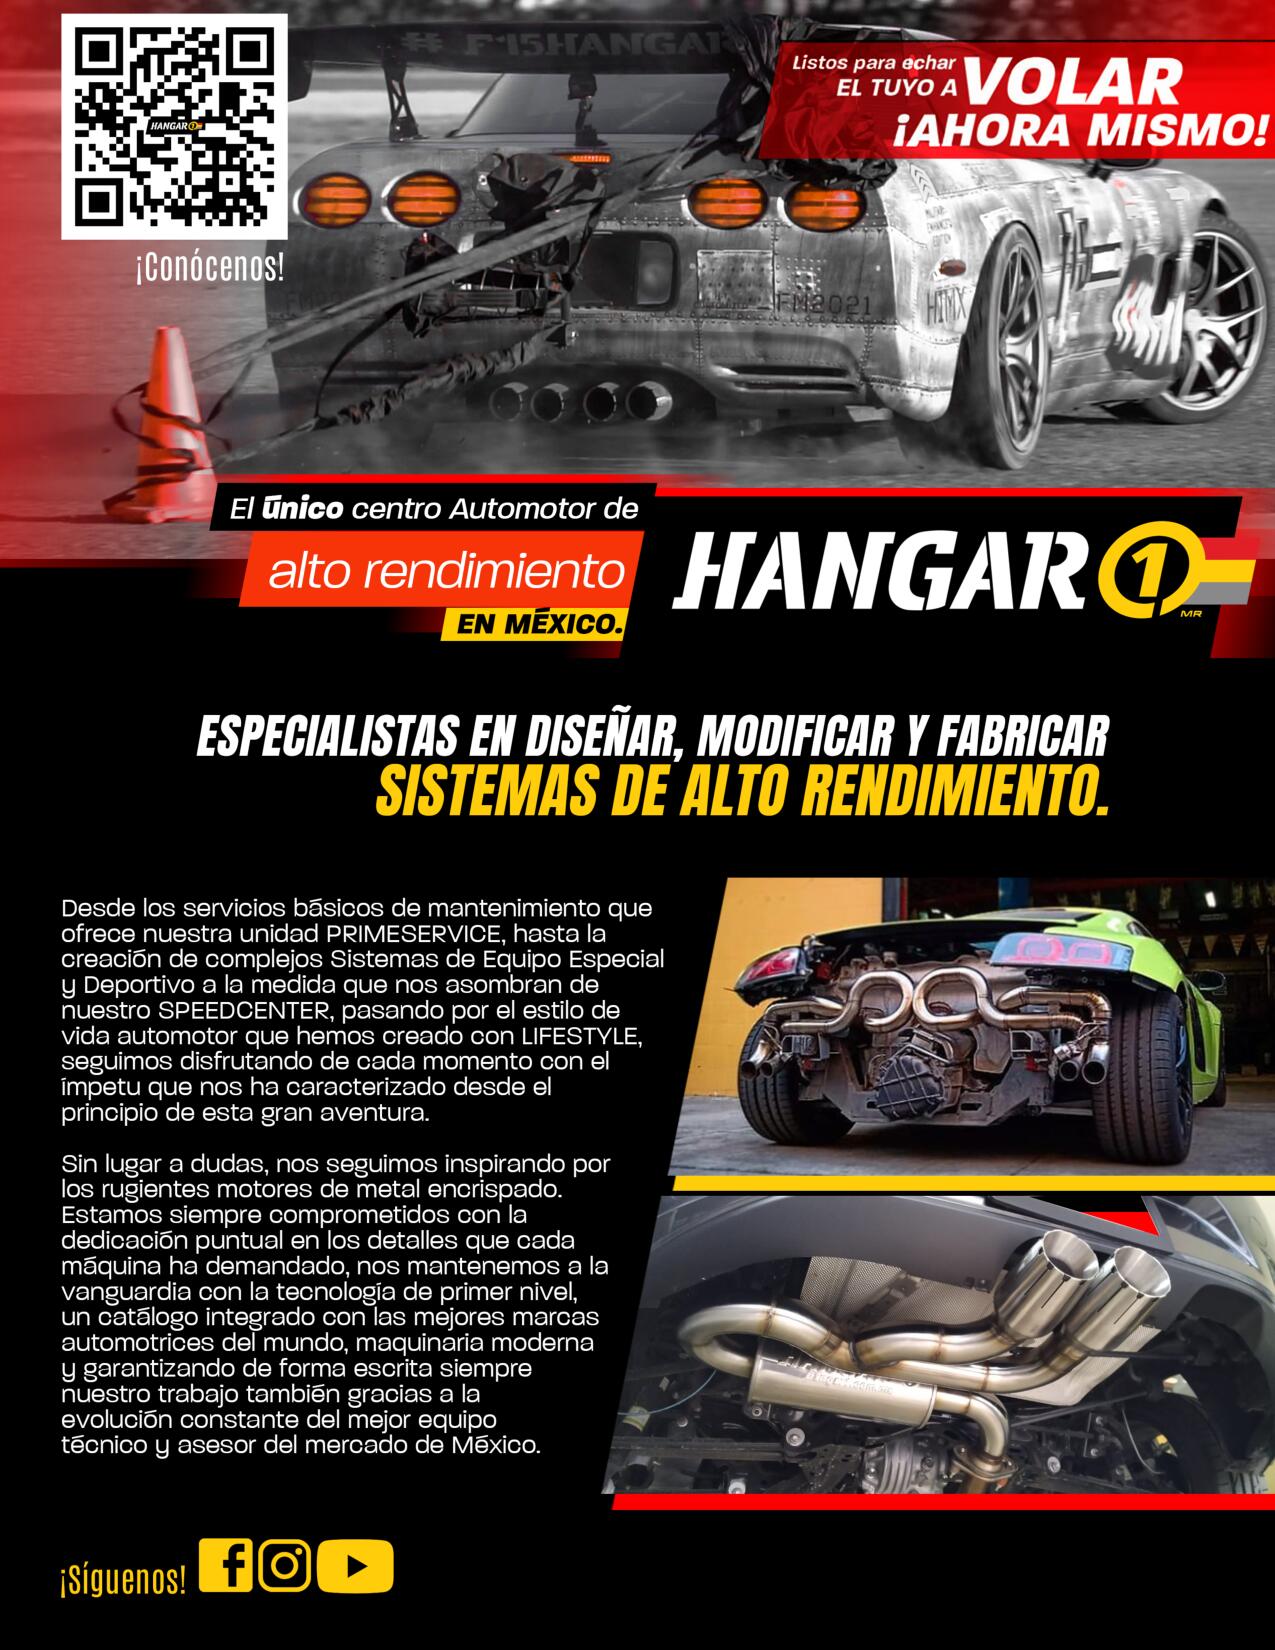 # F15HANGAR
HANGAR 1
Listos para echar
EL TUYO A VOLAR
¡AHORA MISMO!
¡Conócenos!
MILITARY
ENHANCED
EDITION
FM2021
H1MX
El único centro Automotor de
alto rendimiento
EN MÉXICO.
HANGAR 1
MR
ESPECIALISTAS EN DISEÑAR, MODIFICAR Y FABRICAR
SISTEMAS DE ALTO RENDIMIENTO.
Desde los servicios básicos de mantenimiento que
ofrece nuestra unidad PRIMESERVICE, hasta la
creación de complejos Sistemas de Equipo Especial
y Deportivo a la medida que nos asombran de
nuestro SPEEDCENTER, pasando por el estilo de
vida automotor que hemos creado con LIFESTYLE,
seguimos disfrutando de cada momento con el
ímpetu que nos ha caracterizado desde el
principio de esta gran aventura.
Sin lugar a dudas, nos seguimos inspirando por
los rugientes motores de metal encrispado.
Estamos siempre comprometidos con la
dedicación puntual en los detalles que cada
máquina ha demandado, nos mantenemos a la
vanguardia con la tecnología de primer nivel,
un catálogo integrado con las mejores marcas
automotrices del mundo, maquinaria moderna
y garantizando de forma escrita siempre
nuestro trabajo también gracias a la
evolución constante del mejor equipo
técnico y asesor del mercado de México.
¡Síguenos!